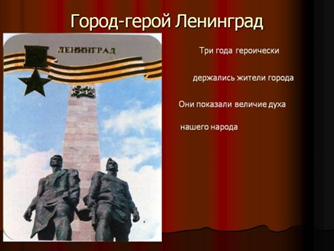 Город-герой Ленинград
ЛЕНИНГРАД
Три года героически
держались жители города
Они показали величие духа
нашего народа